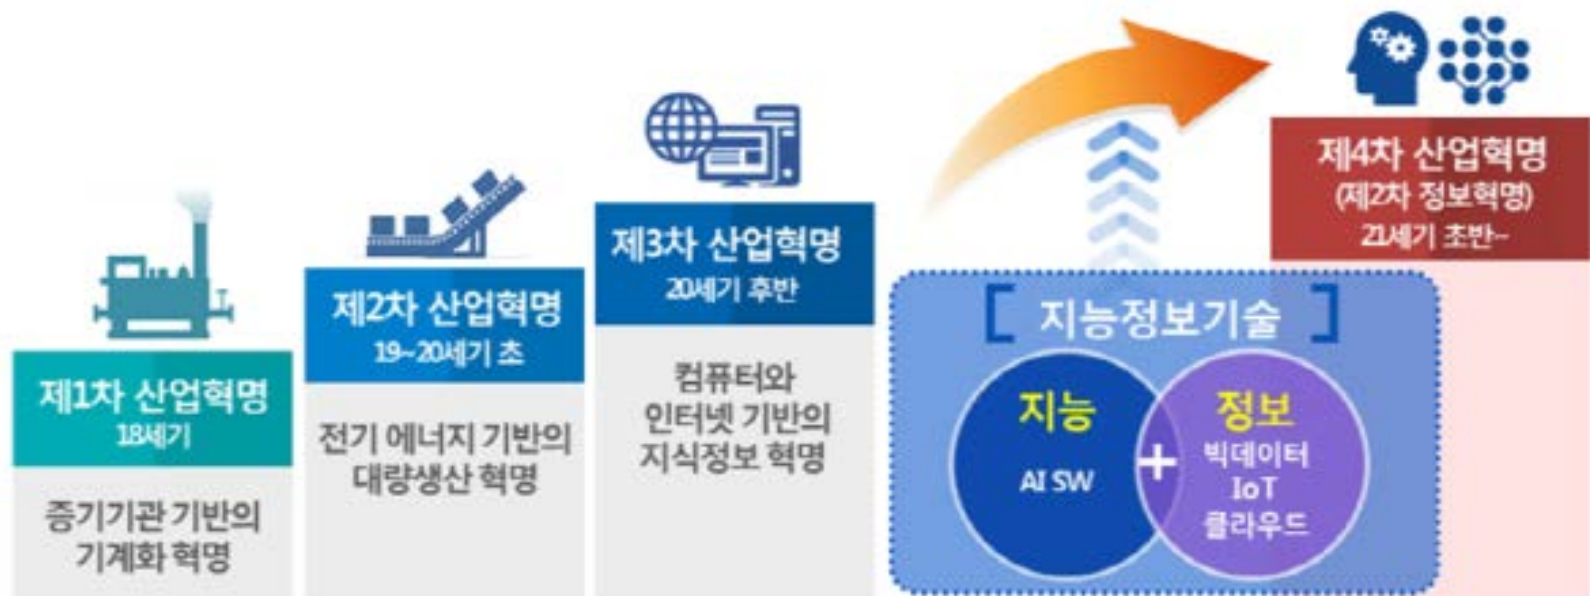 제1차 산업혁명
18세기
증기기관 기반의
기계화 혁명
제2차 산업혁명
19~20세기 초
전기 에너지 기반의
대량생산 혁명
제3차 산업혁명
20세기 후반
컴퓨터와
인터넷 기반의
지식정보 혁명
[ 지능정보기술 ]
지능
AI SW
+
정보
빅데이터
IoT
클라우드
제4차 산업혁명
(제2차 정보혁명)
21세기 초반~